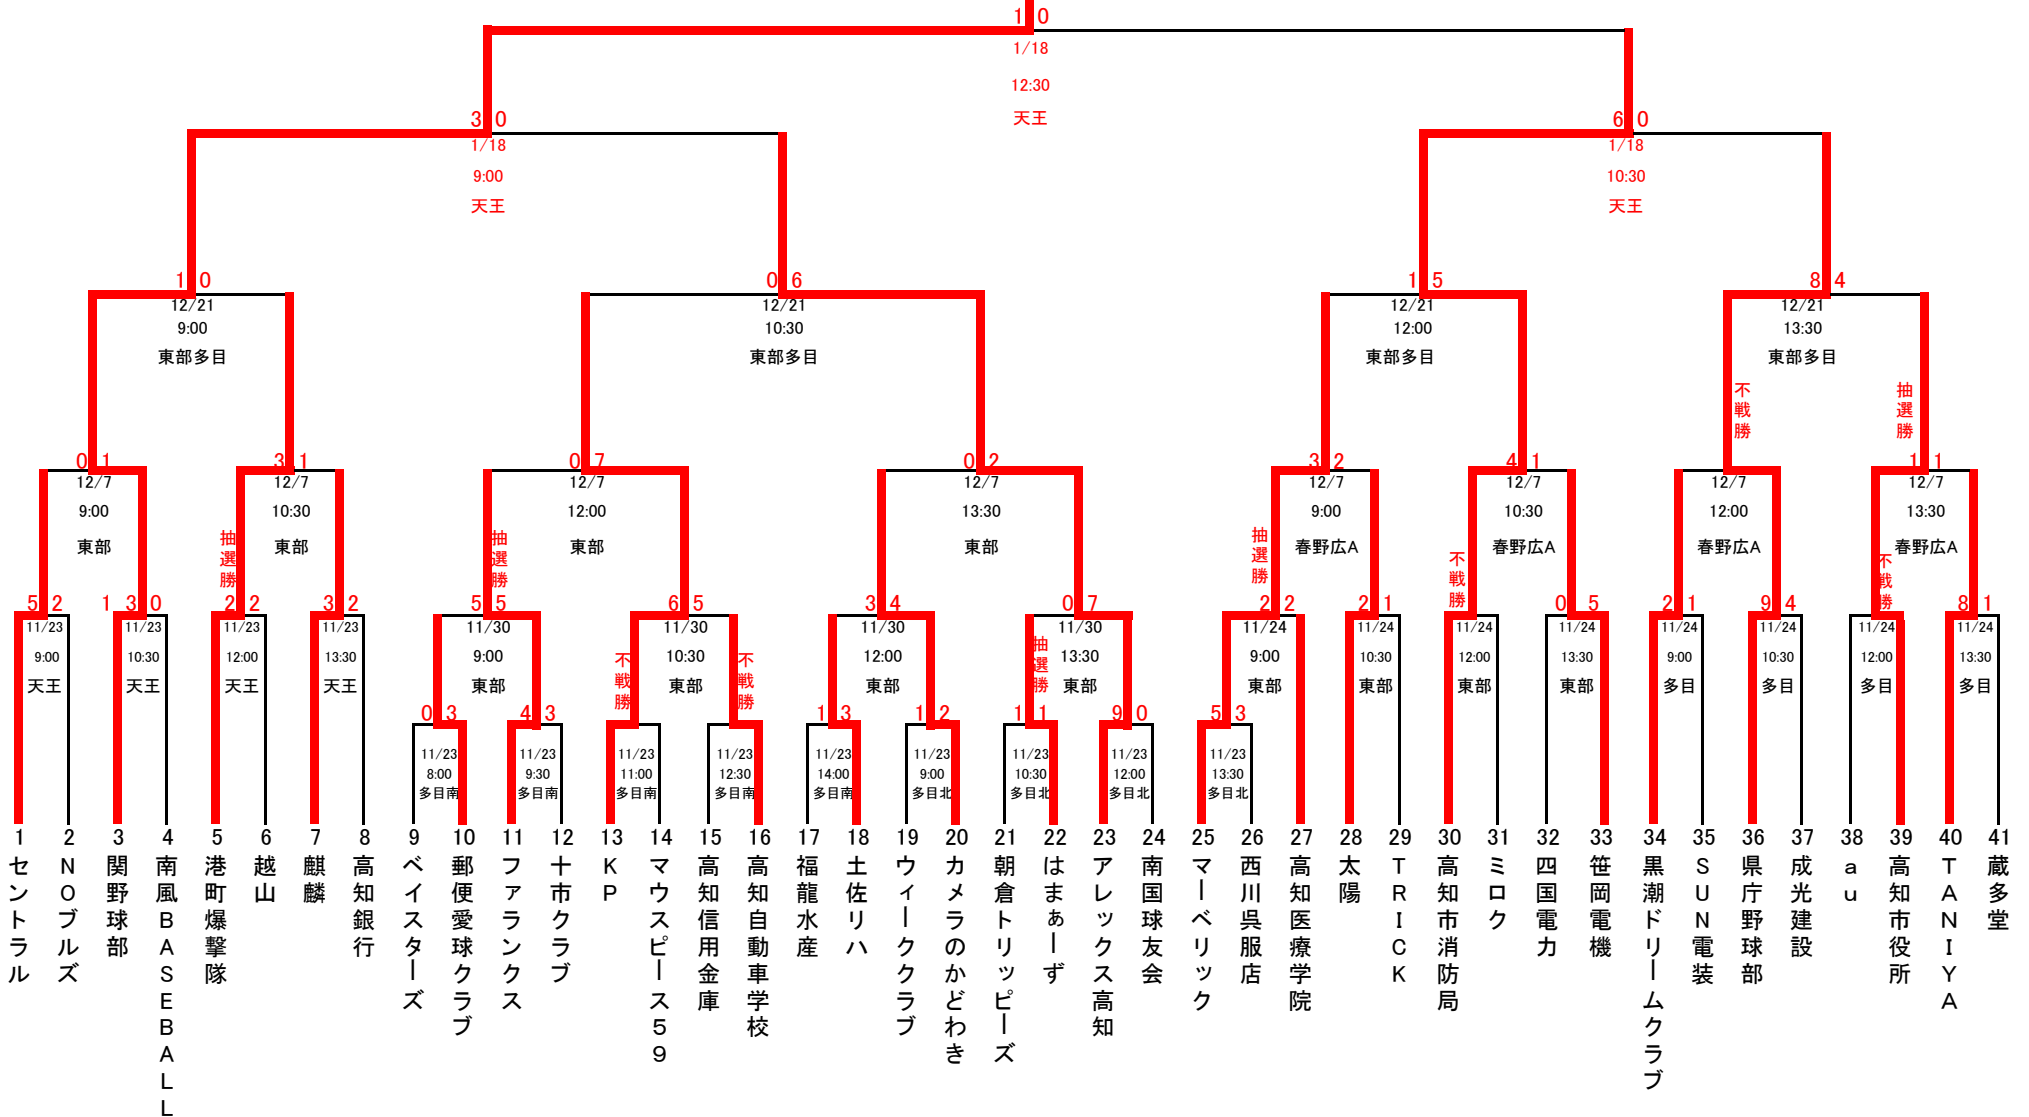 1 0
1/18
12:30
天王
3 0
1/18
9:00
天王
6 0
1/18
10:30
天王
1 0
12/21
9:00
東部多目
0 6
12/21
10:30
東部多目
1 5
12/21
12:00
東部多目
8 4
12/21
13:30
東部多目
不戦勝
抽選勝
0 1
12/7
9:00
東部
3 1
12/7
10:30
東部
抽選勝
0 7
12/7
12:00
東部
抽選勝
0 2
12/7
13:30
東部
3 2
12/7
9:00
春野広A
抽選勝
4 1
12/7
10:30
春野広A
不戦勝
12/7
12:00
春野広A
1 1
12/7
13:30
春野広A
不戦勝
5 2
11/23
9:00
天王
1 3 0
11/23
10:30
天王
2 2
11/23
12:00
天王
3 2
11/23
13:30
天王
5 5
11/30
9:00
東部
6 5
11/30
10:30
東部
不戦勝
不戦勝
3 4
11/30
12:00
東部
0 7
11/30
13:30
東部
抽選勝
2 2
11/24
9:00
東部
2 1
11/24
10:30
東部
11/24
12:00
東部
0 5
11/24
13:30
東部
2 1
11/24
9:00
多目
9 4
11/24
10:30
多目
11/24
12:00
多目
8 1
11/24
13:30
多目
0 3
11/23
8:00
多目南
4 3
11/23
9:30
多目南
11/23
11:00
多目南
11/23
12:30
多目南
1 3
11/23
14:00
多目南
1 2
11/23
9:00
多目北
1 1
11/23
10:30
多目北
9 0
11/23
12:00
多目北
5 3
11/23
13:30
多目北
1 セントラル
2 NOブルズ
3 関野球部
4 南風BASEBALL
5 港町爆撃隊
6 越山
7 麒麟
8 高知銀行
9 ベイスターズ
10 郵便愛球クラブ
11 ファランクス
12 十市クラブ
13 KP
14 マウスピース59
15 高知信用金庫
16 高知自動車学校
17 福龍水産
18 土佐リハ
19 ウィーククラブ
20 カメラのかどわき
21 朝倉トリッピーズ
22 はまぁーず
23 アレックス高知
24 南国球友会
25 マーベリック
26 西川呉服店
27 高知医療学院
28 太陽
29 TRICK
30 高知市消防局
31 ミロク
32 四国電力
33 笹岡電機
34 黒潮ドリームクラブ
35 SUN電装
36 県庁野球部
37 成光建設
38 au
39 高知市役所
40 TANIYA
41 蔵多堂